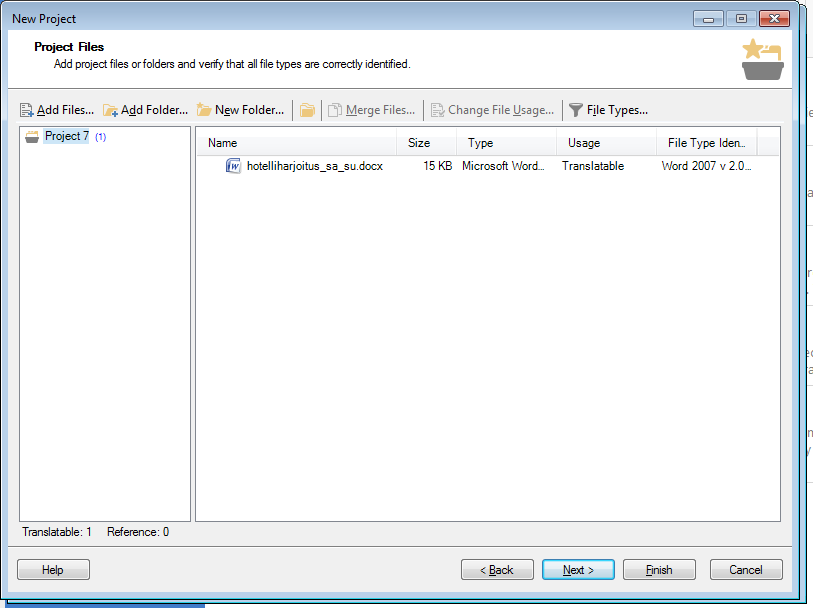 New Project
Project Files
Add project files or folders and verify that all file types are correctly identified.
Add Files... Add Folder... New Folder... Merge Files... Change File Usage... File Types...
Project 7 (1)
Name Size Type Usage File Type Iden...
hotelliharjoitus_sa_su.docx 15 KB Microsoft Word... Translatable Word 2007 v 2.0...
Translatable: 1 Reference: 0
Help < Back Next > Finish Cancel